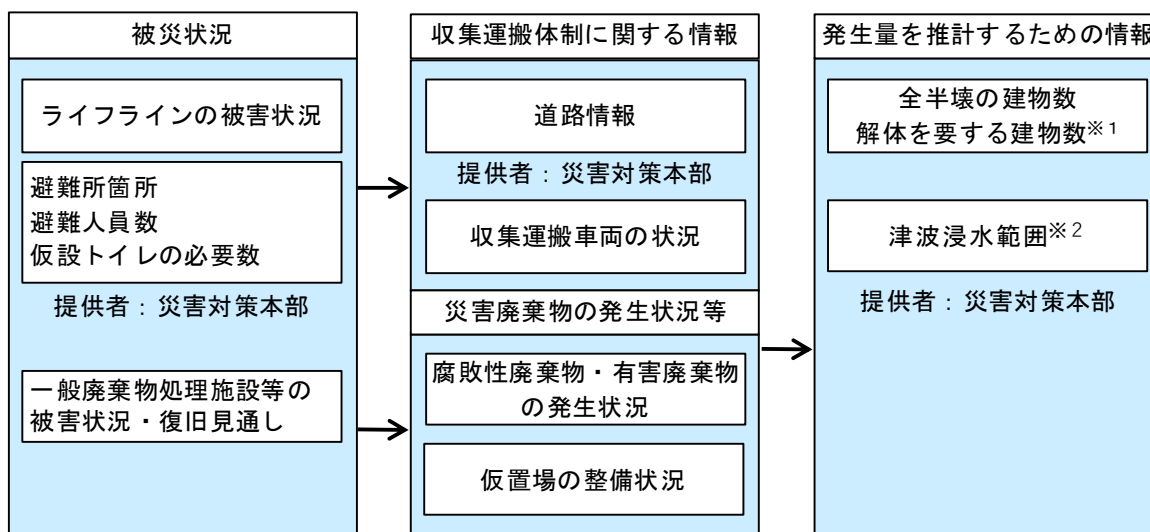 被災状況
ライフラインの被害状況
避難所箇所
避難人員数
仮設トイレの必要数
提供者：災害対策本部
一般廃棄物処理施設等の
被害状況・復旧見通し
収集運搬体制に関する情報
道路情報
提供者：災害対策本部
収集運搬車両の状況
災害廃棄物の発生状況等
腐敗性廃棄物・有害廃棄物
の発生状況
仮置場の整備状況
発生量を推計するための情報
全半壊の建物数
解体を要する建物数※1
津波浸水範囲※2
提供者：災害対策本部